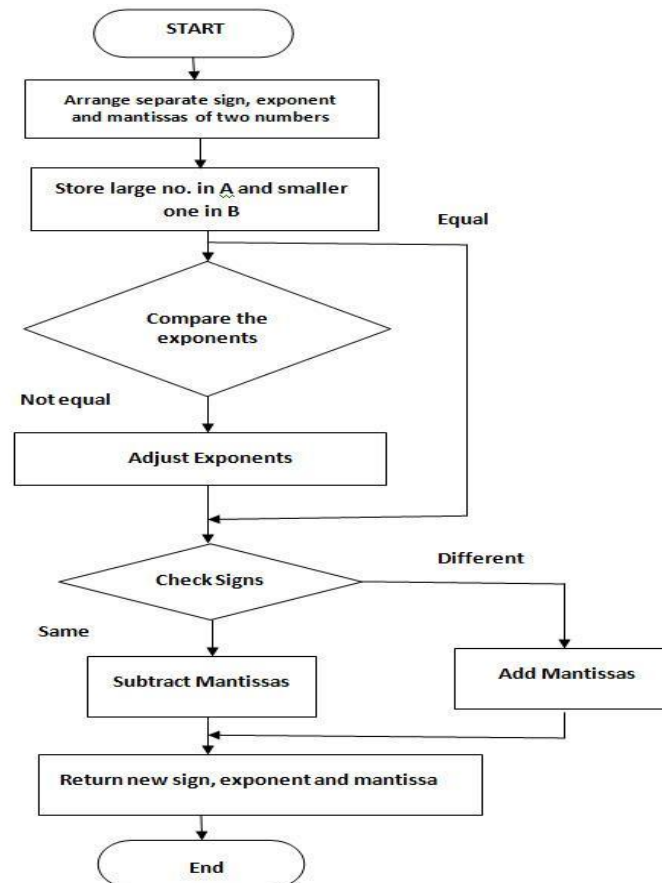 START
Arrange separate sign, exponent
and mantissas of two numbers
Store large no. in A and smaller
one in B
Equal
Compare the
exponents
Not equal
Adjust Exponents
Check Signs
Different
Same
Subtract Mantissas
Add Mantissas
Return new sign, exponent and mantissa
End